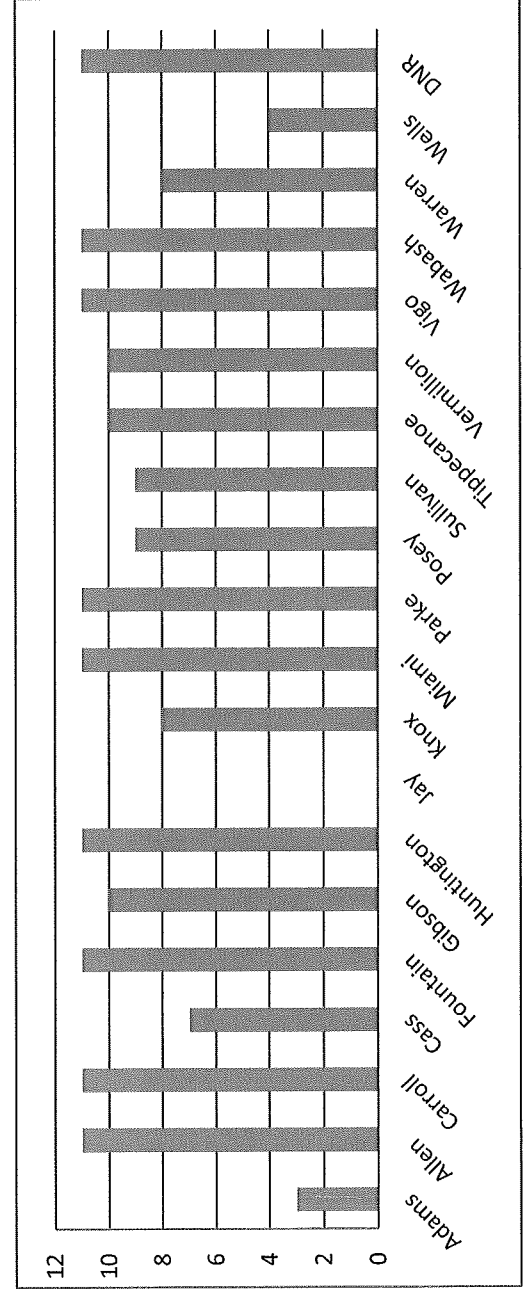 12
10
8
6
4
2
0
Adams
Allen
Carroll
Cass
Fountain
Gibson
Huntington
Jay
Knox
Miami
Parke
Posey
Sullivan
Tippecanoe
Vermillion
Vigo
Wabash
Warren
Wells
DNR